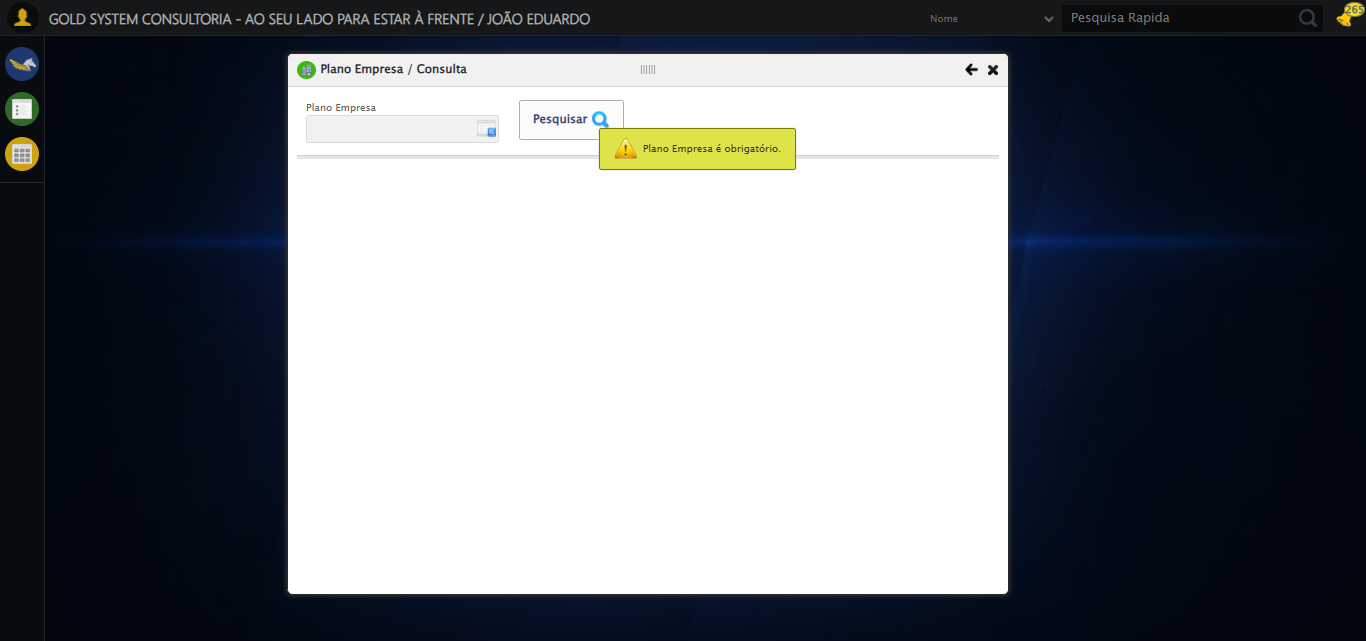 GOLD SYSTEM CONSULTORIA - AO SEU LADO PARA ESTAR À FRENTE / JOÃO EDUARDO
Nome
Pesquisa Rapida
265
Plano Empresa / Consulta
Plano Empresa
Pesquisar
Plano Empresa é obrigatório.